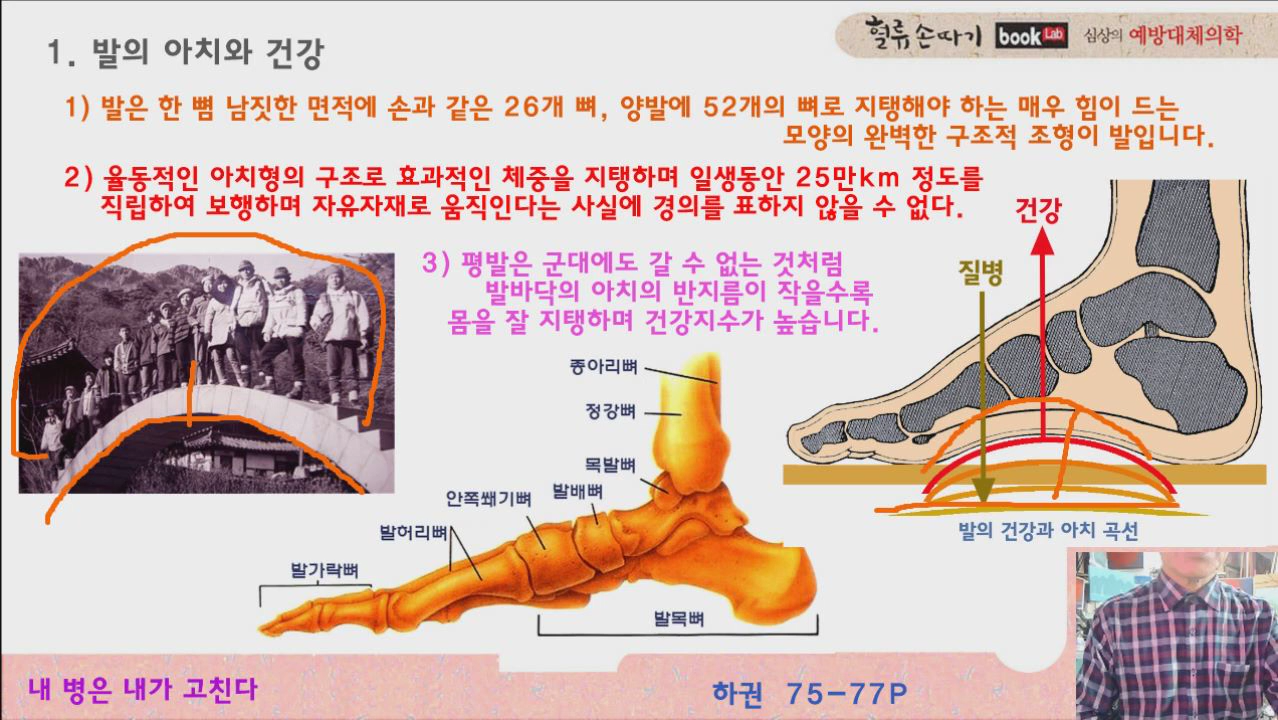 혈류 손따기 book Lab 심상의 예방대체의학
1. 발의 아치와 건강
1) 발은 한 뼘 남짓한 면적에 손과 같은 26개 뼈, 양발에 52개의 뼈로 지탱해야 하는 매우 힘이 드는
모양의 완벽한 구조적 조형이 발입니다.
2) 율동적인 아치형의 구조로 효과적인 체중을 지탱하며 일생동안 25만km 정도를
직립하여 보행하며 자유자재로 움직인다는 사실에 경의를 표하지 않을 수 없다.
3) 평발은 군대에도 갈 수 없는 것처럼
발바닥의 아치의 반지름이 작을수록
몸을 잘 지탱하며 건강지수가 높습니다.
건강
질병
종아리뼈
정강뼈
목발뼈
발배뼈
안쪽쐐기뼈
발허리뼈
발가락뼈
발목뼈
발의 건강과 아치 곡선
내 병은 내가 고친다
하권 75-77P